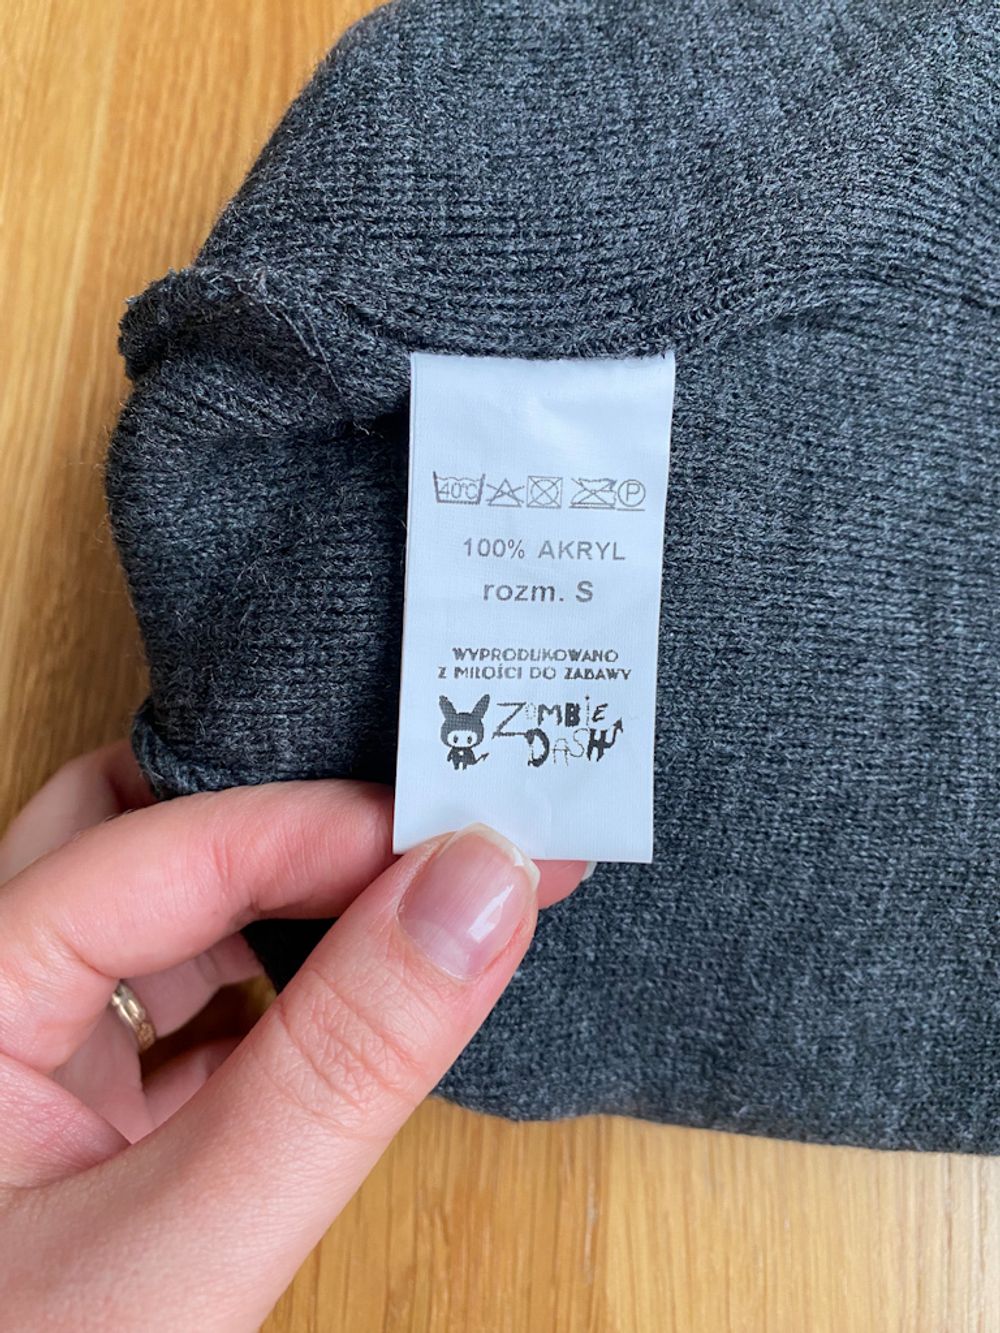 40°C P
100% AKRYL
rozm. S
WYPRODUKOWANO
Z MIŁOŚCI DO ZABAWY
ZOMBIE
DASH